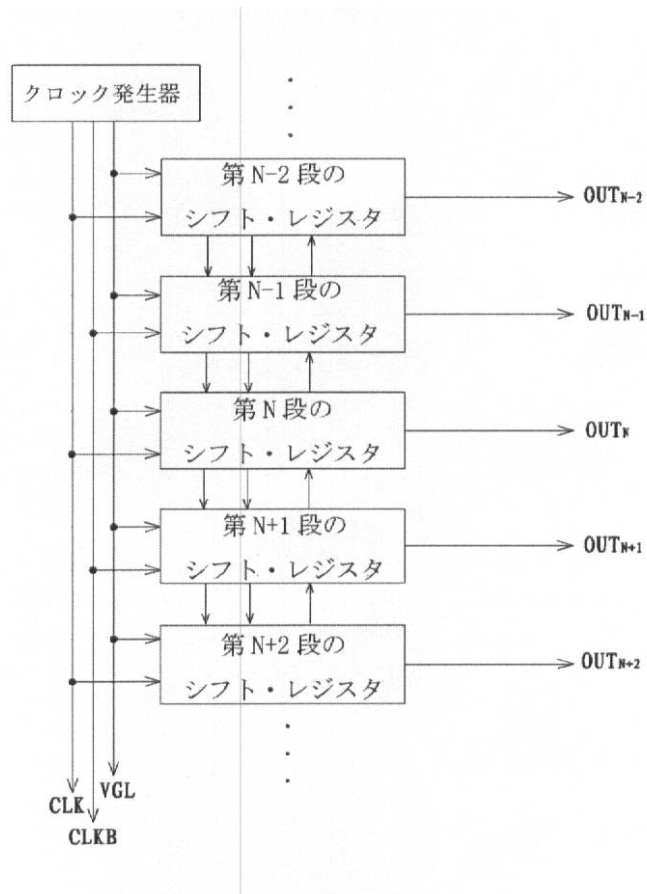 クロック発生器
第N-2段の
シフト・レジスタ
OUTN-2
第N-1段の
シフト・レジスタ
OUTN-1
第N段の
シフト・レジスタ
OUTN
第N+1段の
シフト・レジスタ
OUTN+1
第N+2段の
シフト・レジスタ
OUTN+2
VGL
CLK
CLKB